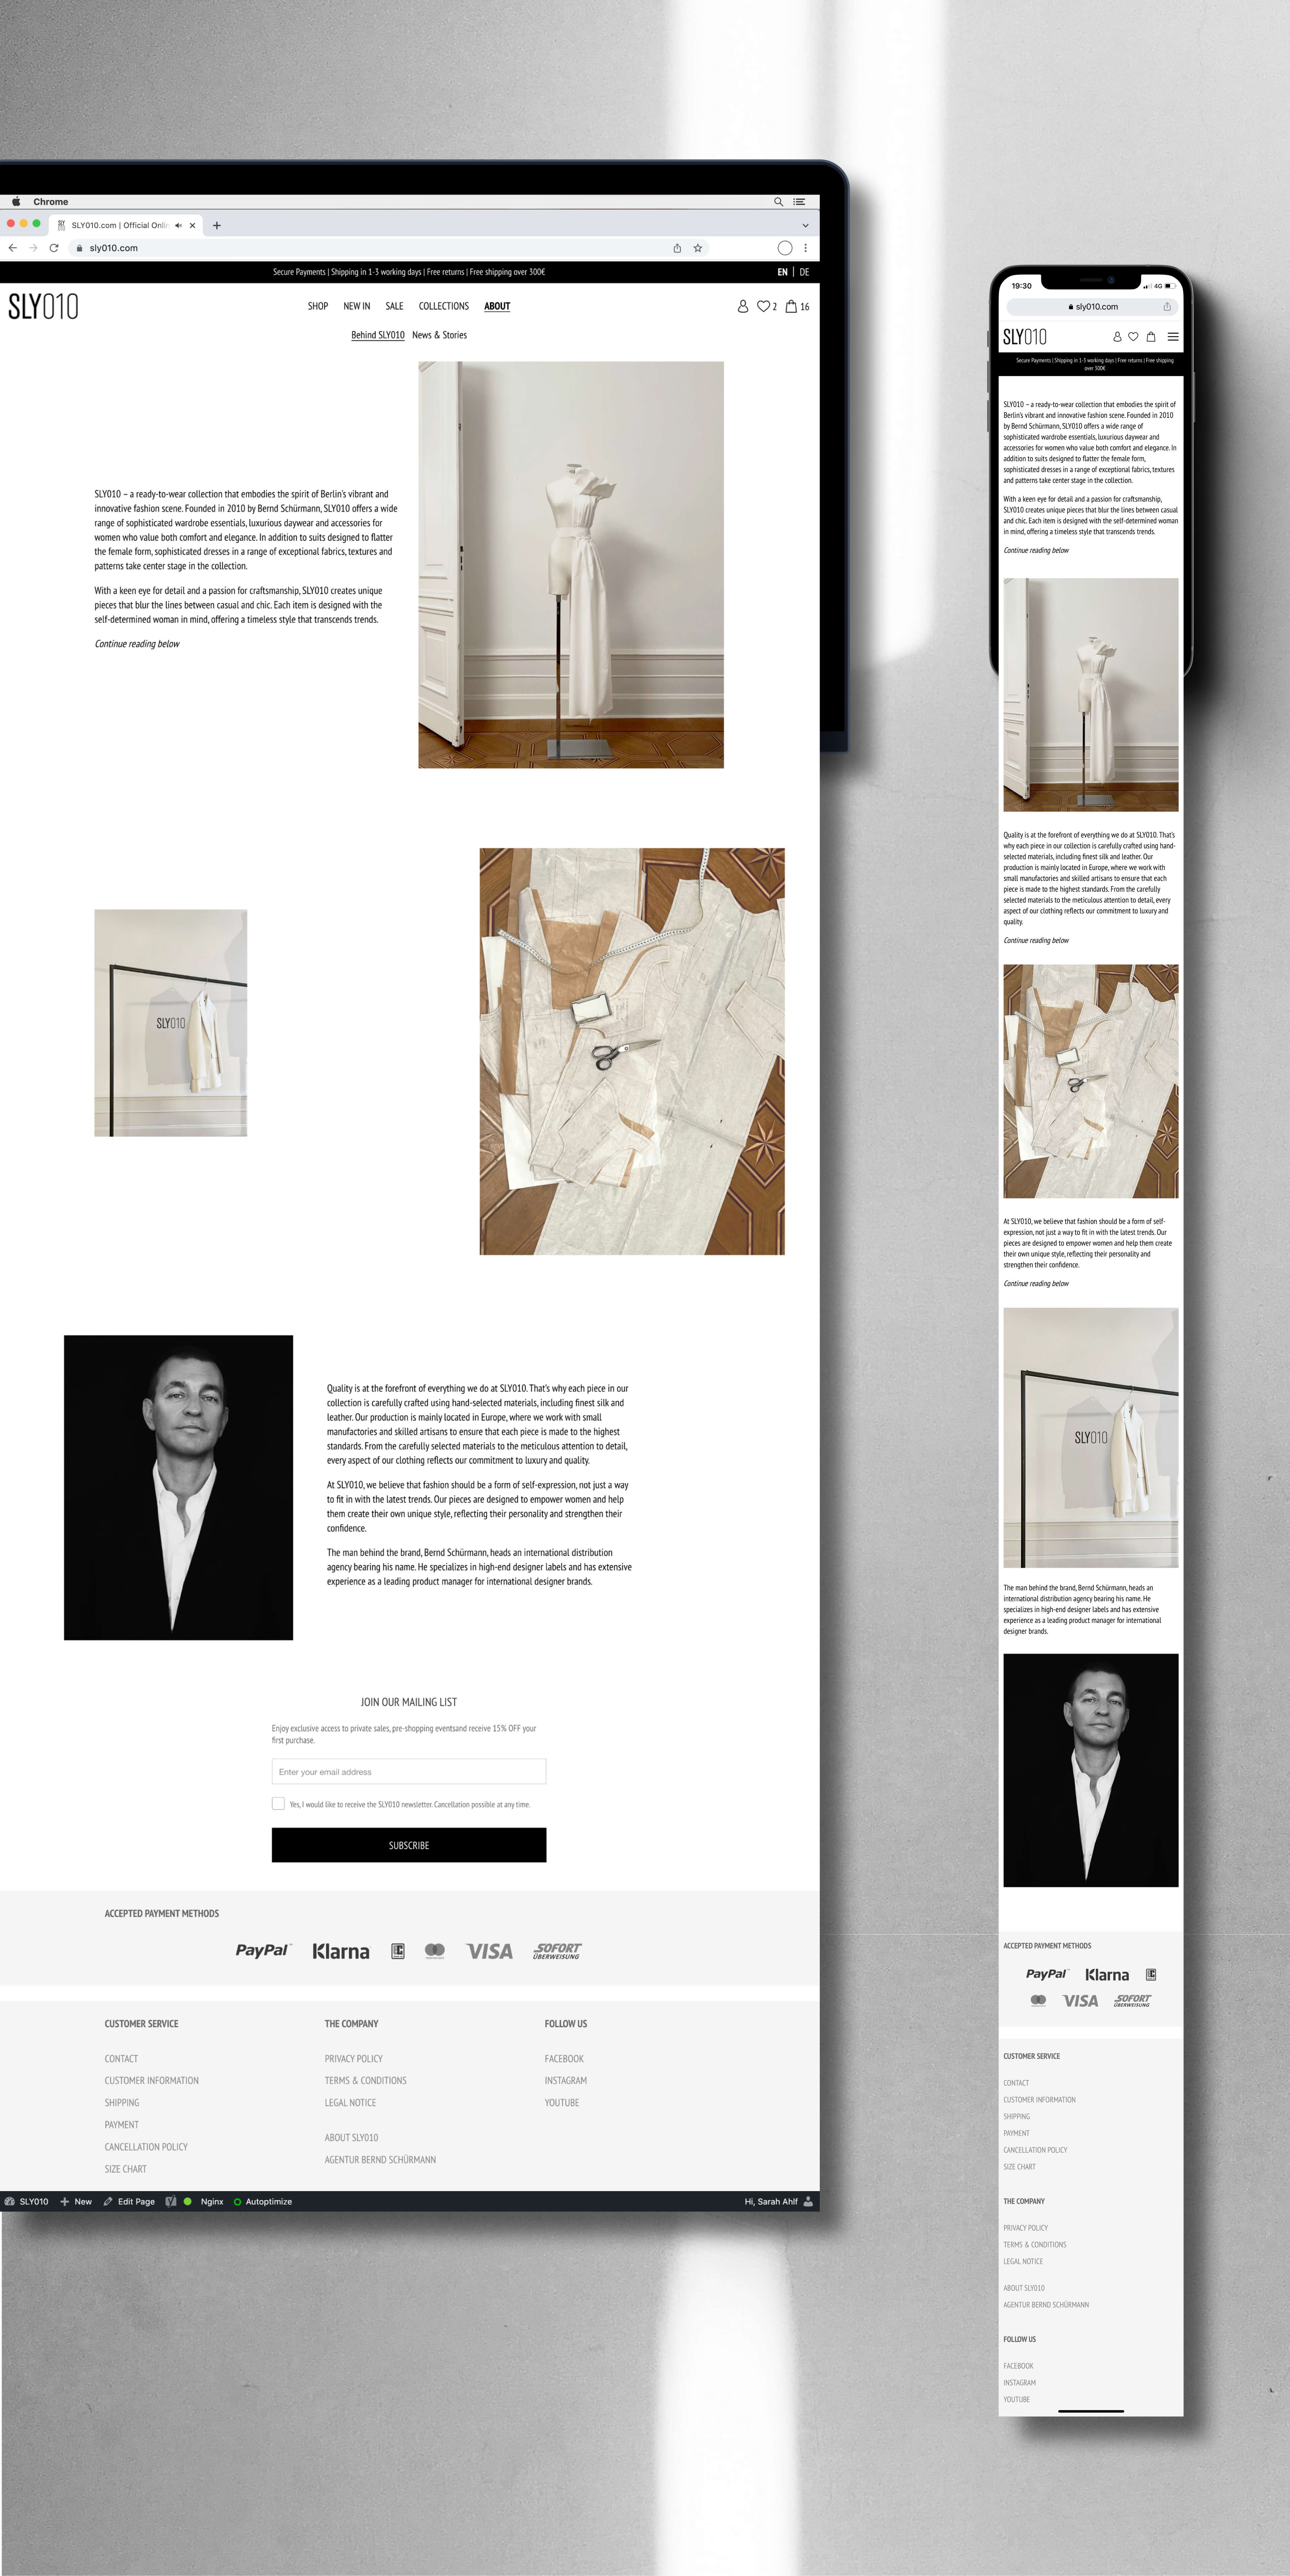 Chrome
SLY010.com | Official Onlin
sly010.com
Secure Payments | Shipping in 1-3 working days | Free returns | Free shipping over 300€
EN | DE
SLY010
SHOP NEW IN SALE COLLECTIONS ABOUT
2 16
Behind SLY010 News & Stories
SLY010 – a ready-to-wear collection that embodies the spirit of Berlin's vibrant and
innovative fashion scene. Founded in 2010 by Bernd Schürmann, SLY010 offers a wide
range of sophisticated wardrobe essentials, luxurious daywear and accessories for
women who value both comfort and elegance. In addition to suits designed to flatter
the female form, sophisticated dresses in a range of exceptional fabrics, textures and
patterns take center stage in the collection.
With a keen eye for detail and a passion for craftsmanship, SLY010 creates unique
pieces that blur the lines between casual and chic. Each item is designed with the
self-determined woman in mind, offering a timeless style that transcends trends.
Continue reading below
SLY010
Quality is at the forefront of everything we do at SLY010. That's why each piece in our
collection is carefully crafted using hand-selected materials, including finest silk and
leather. Our production is mainly located in Europe, where we work with small
manufactories and skilled artisans to ensure that each piece is made to the highest
standards. From the carefully selected materials to the meticulous attention to detail,
every aspect of our clothing reflects our commitment to luxury and quality.
At SLY010, we believe that fashion should be a form of self-expression, not just a way
to fit in with the latest trends. Our pieces are designed to empower women and help
them create their own unique style, reflecting their personality and strengthen their
confidence.
The man behind the brand, Bernd Schürmann, heads an international distribution
agency bearing his name. He specializes in high-end designer labels and has extensive
experience as a leading product manager for international designer brands.
JOIN OUR MAILING LIST
Enjoy exclusive access to private sales, pre-shopping eventsand receive 15% OFF your
first purchase.
Enter your email address
Yes, I would like to receive the SLY010 newsletter. Cancellation possible at any time.
SUBSCRIBE
ACCEPTED PAYMENT METHODS
PayPal Klarna EC VISA SOFORT
ÜBERWEISUNG
CUSTOMER SERVICE
CONTACT
CUSTOMER INFORMATION
SHIPPING
PAYMENT
CANCELLATION POLICY
SIZE CHART
THE COMPANY
PRIVACY POLICY
TERMS & CONDITIONS
LEGAL NOTICE
ABOUT SLY010
AGENTUR BERND SCHÜRMANN
FOLLOW US
FACEBOOK
INSTAGRAM
YOUTUBE
SLY010 New Edit Page Nginx Autoptimize Hi, Sarah Ahlf
19:30 4G
sly010.com
SLY010
Secure Payments | Shipping in 1-3 working days | Free returns | Free shipping
over 300€
SLY010 – a ready-to-wear collection that embodies the spirit of
Berlin's vibrant and innovative fashion scene. Founded in 2010
by Bernd Schürmann, SLY010 offers a wide range of
sophisticated wardrobe essentials, luxurious daywear and
accessories for women who value both comfort and elegance. In
addition to suits designed to flatter the female form,
sophisticated dresses in a range of exceptional fabrics, textures
and patterns take center stage in the collection.
With a keen eye for detail and a passion for craftsmanship,
SLY010 creates unique pieces that blur the lines between casual
and chic. Each item is designed with the self-determined woman
in mind, offering a timeless style that transcends trends.
Continue reading below
Quality is at the forefront of everything we do at SLY010. That's
why each piece in our collection is carefully crafted using hand-
selected materials, including finest silk and leather. Our
production is mainly located in Europe, where we work with
small manufactories and skilled artisans to ensure that each
piece is made to the highest standards. From the carefully
selected materials to the meticulous attention to detail, every
aspect of our clothing reflects our commitment to luxury and
quality.
Continue reading below
At SLY010, we believe that fashion should be a form of self-
expression, not just a way to fit in with the latest trends. Our
pieces are designed to empower women and help them create
their own unique style, reflecting their personality and
strengthen their confidence.
Continue reading below
SLY010
The man behind the brand, Bernd Schürmann, heads an
international distribution agency bearing his name. He
specializes in high-end designer labels and has extensive
experience as a leading product manager for international
designer brands.
ACCEPTED PAYMENT METHODS
PayPal Klarna EC
VISA SOFORT
ÜBERWEISUNG
CUSTOMER SERVICE
CONTACT
CUSTOMER INFORMATION
SHIPPING
PAYMENT
CANCELLATION POLICY
SIZE CHART
THE COMPANY
PRIVACY POLICY
TERMS & CONDITIONS
LEGAL NOTICE
ABOUT SLY010
AGENTUR BERND SCHÜRMANN
FOLLOW US
FACEBOOK
INSTAGRAM
YOUTUBE